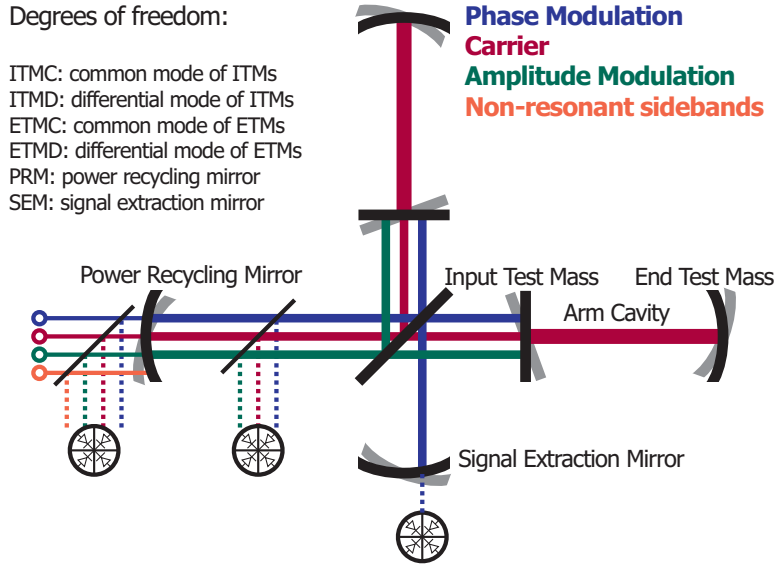 Degrees of freedom:
ITMC: common mode of ITMs
ITMD: differential mode of ITMs
ETMC: common mode of ETMs
ETMD: differential mode of ETMs
PRM: power recycling mirror
SEM: signal extraction mirror
Phase Modulation
Carrier
Amplitude Modulation
Non-resonant sidebands
Power Recycling Mirror
Input Test Mass
End Test Mass
Arm Cavity
Signal Extraction Mirror